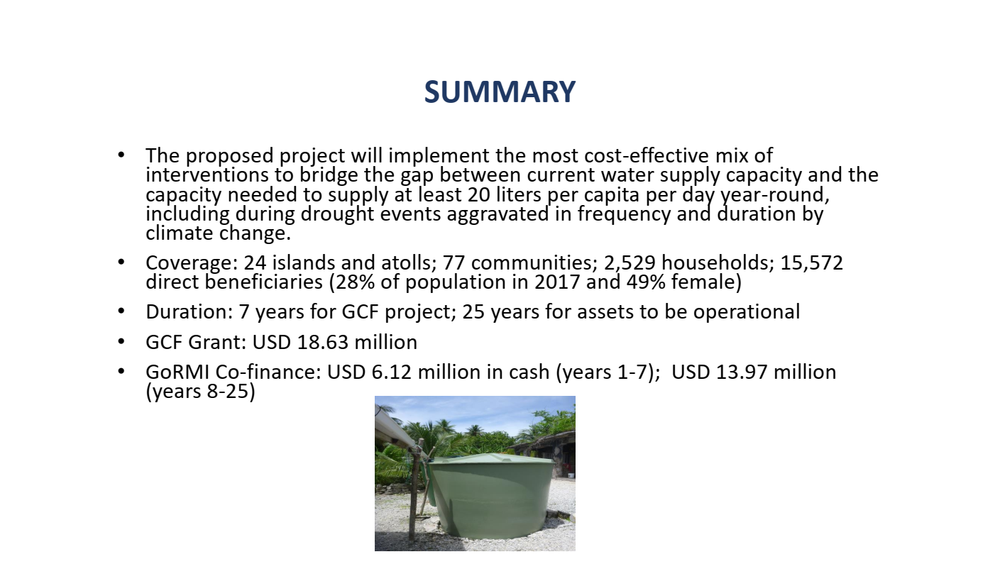 SUMMARY
• The proposed project will implement the most cost-effective mix of
interventions to bridge the gap between current water supply capacity and the
capacity needed to supply at least 20 liters per capita per day year-round,
including during drought events aggravated in frequency and duration by
climate change.
• Coverage: 24 islands and atolls; 77 communities; 2,529 households; 15,572
direct beneficiaries (28% of population in 2017 and 49% female)
• Duration: 7 years for GCF project; 25 years for assets to be operational
• GCF Grant: USD 18.63 million
• GoRMI Co-finance: USD 6.12 million in cash (years 1-7);  USD 13.97 million
(years 8-25)